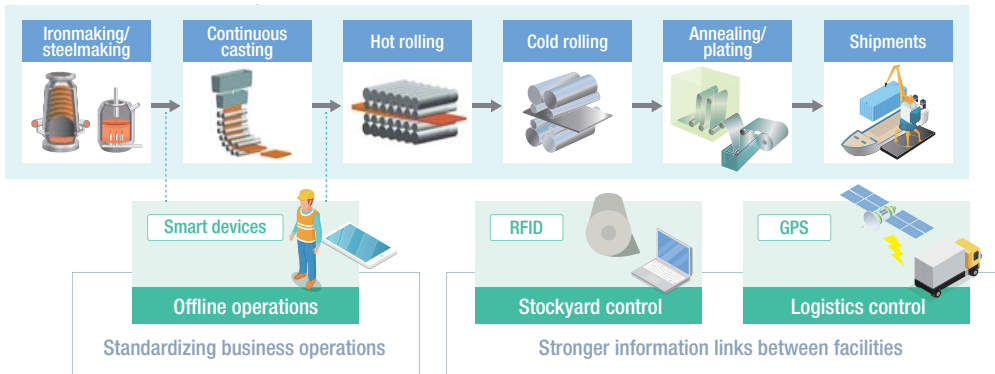 Ironmaking/
steelmaking
Continuous
casting
Hot rolling
Cold rolling
Annealing/
plating
Shipments
Smart devices
Offline operations
RFID
Stockyard control
GPS
Logistics control
Standardizing business operations
Stronger information links between facilities